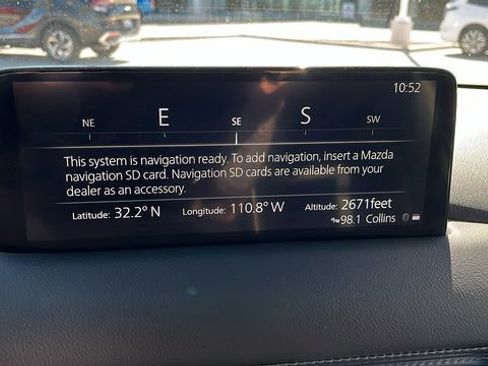 10:52
NE E SE S SW
This system is navigation ready. To add navigation, insert a Mazda
navigation SD card. Navigation SD cards are available from your
dealer as an accessory.
Latitude: 32.2° N Longitude: 110.8° W Altitude: 2671feet
98.1 Collins